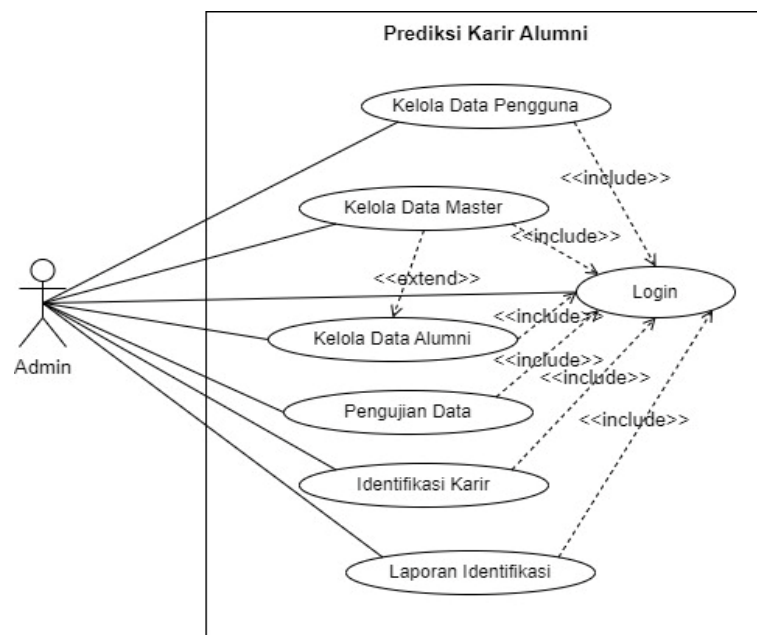 Prediksi Karir Alumni
Kelola Data Pengguna
<<include>>
Kelola Data Master
<<include>>
<<extend>>
Login
Kelola Data Alumni
<<include>>
Admin
<<include>>
<<include>>
Pengujian Data
<<include>>
Identifikasi Karir
Laporan Identifikasi